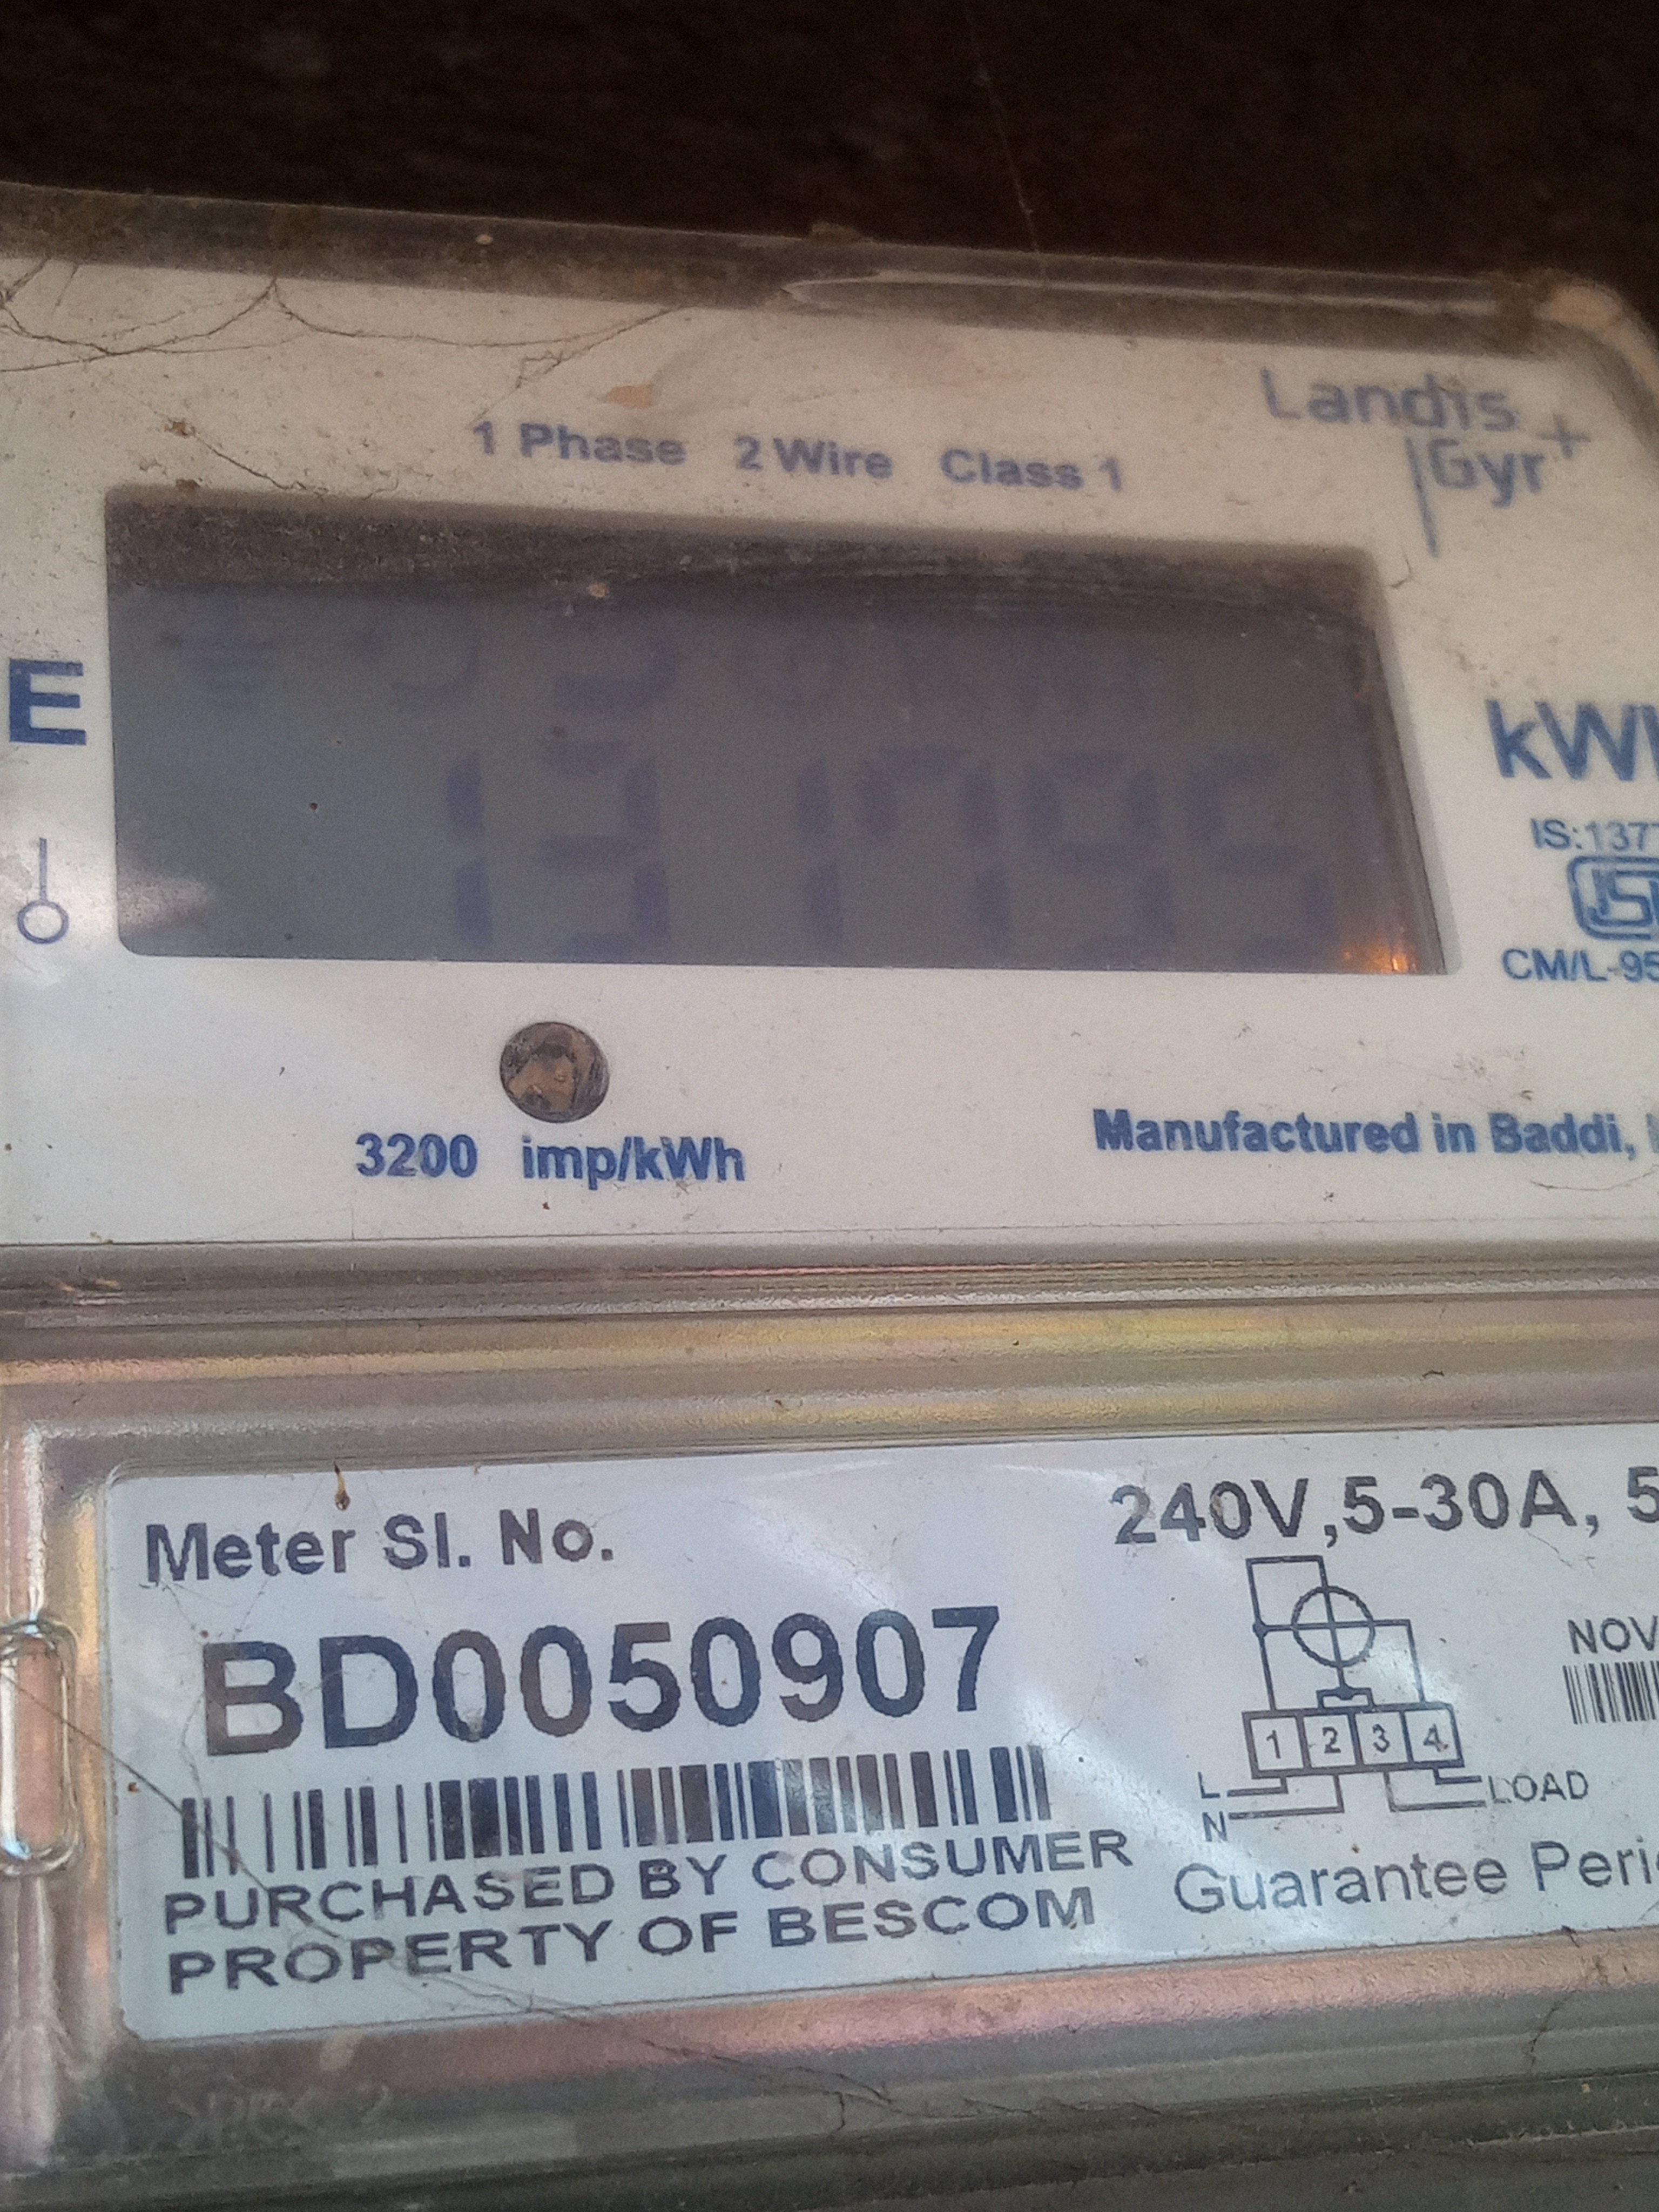 Landis
Gyr+
1 Phase 2 Wire Class 1
E
IS:137
CM/L-95
3200 imp/kWh
Manufactured in Baddi,
Meter Sl. No.
240V,5-30A, 5
BD0050907
NOV
1 2 3 4
L
N
LOAD
PURCHASED BY CONSUMER
PROPERTY OF BESCOM
Guarantee